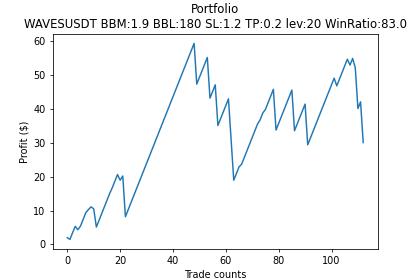 Portfolio
WAVESUSDT BBM:1.9 BBL:180 SL:1.2 TP:0.2 lev:20 WinRatio:83.0
60
50
40
30
20
10
0
Profit ($)
0 20 40 60 80 100
Trade counts